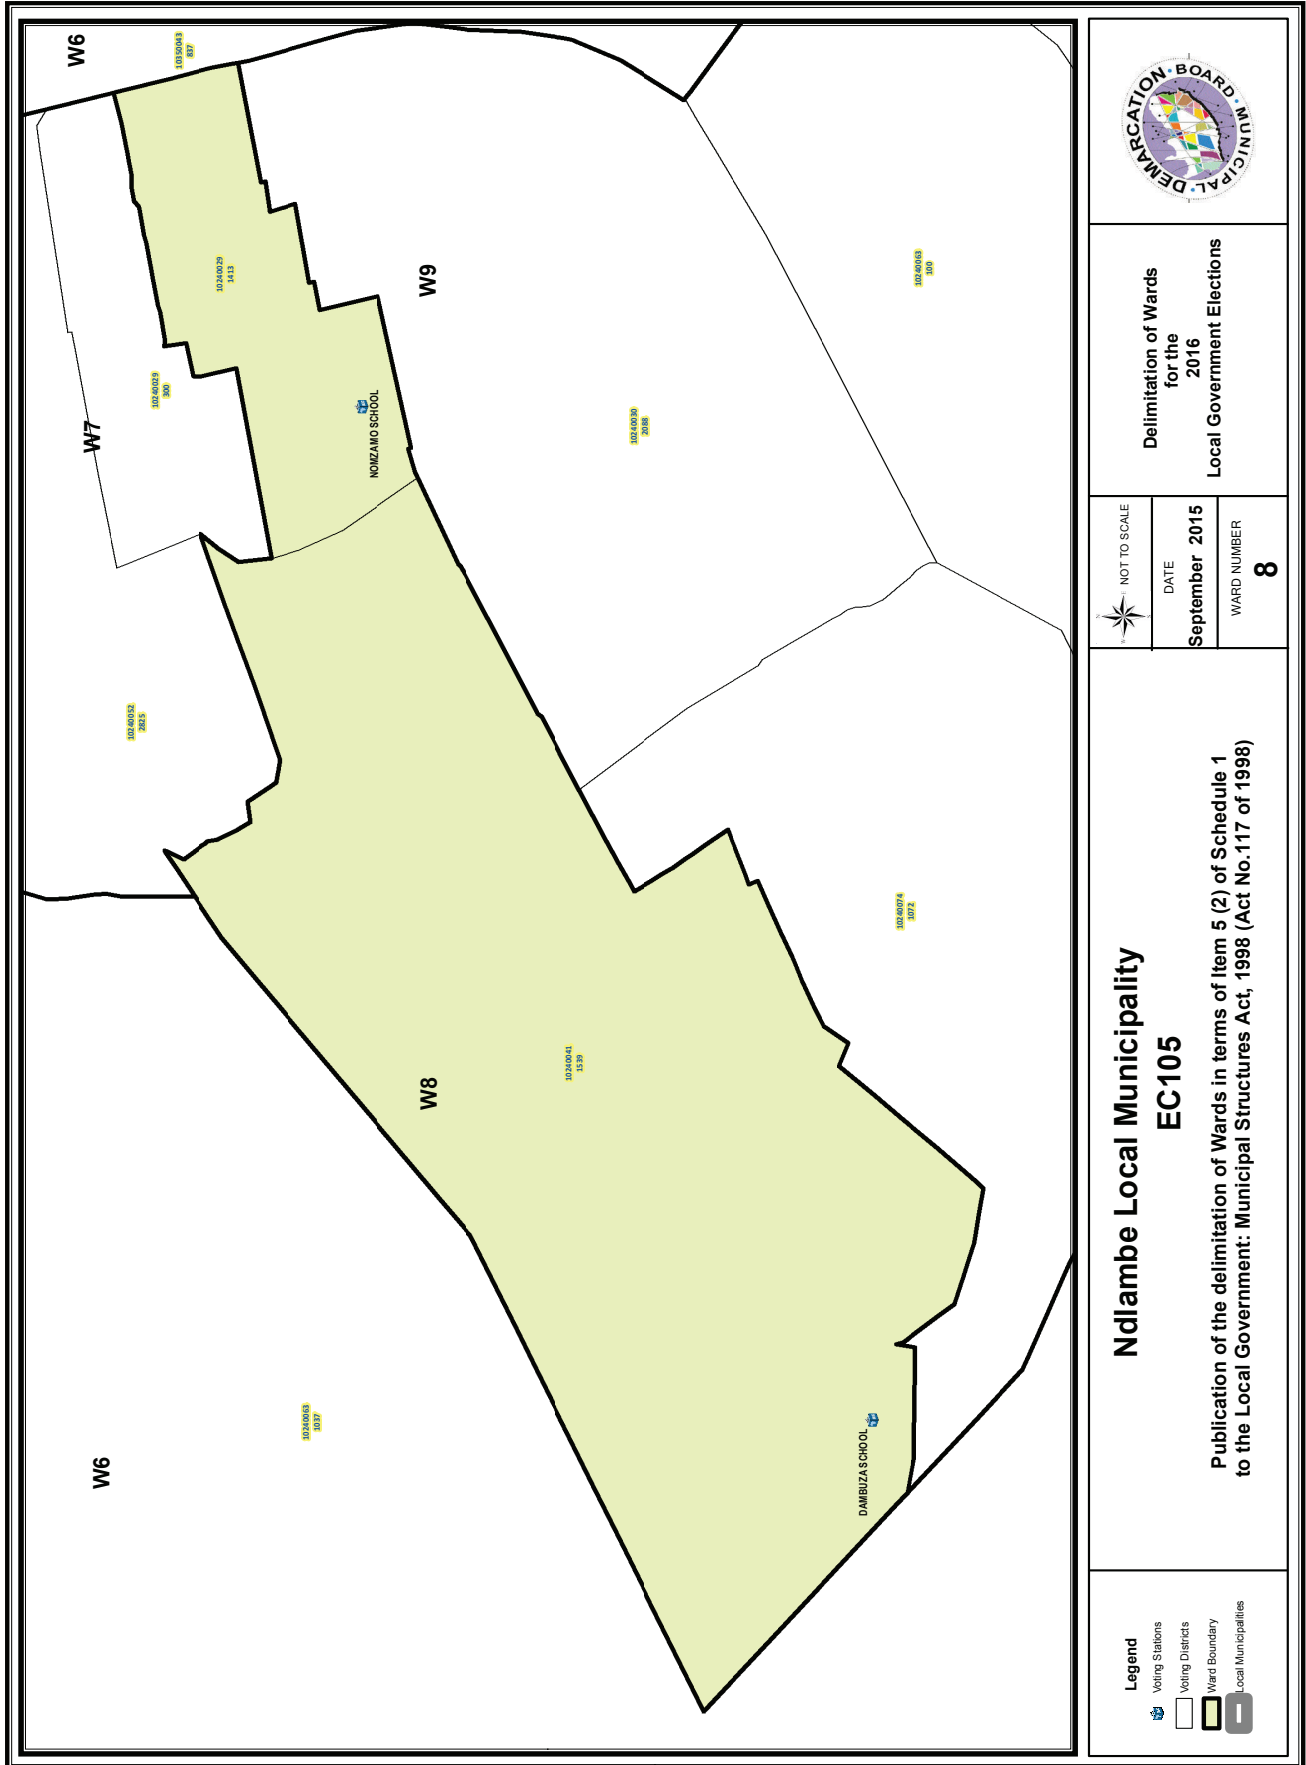 W6
10350043
837
W7
10240029
300
10240029
1413
NOMZAMO SCHOOL
W9
10240030
2088
10240063
100
10240052
2825
W8
10240041
1539
10240074
1072
W6
10240063
1037
DAMBUZA SCHOOL
Legend
Voting Stations
Voting Districts
Ward Boundary
Local Municipalities
Ndlambe Local Municipality
EC105
Publication of the delimitation of Wards in terms of Item 5 (2) of Schedule 1
to the Local Government: Municipal Structures Act, 1998 (Act No.117 of 1998)
N
W
E
S
NOT TO SCALE
DATE
September 2015
WARD NUMBER
8
Delimitation of Wards
for the
2016
Local Government Elections
MUNICIPAL • DEMARCATION • BOARD •